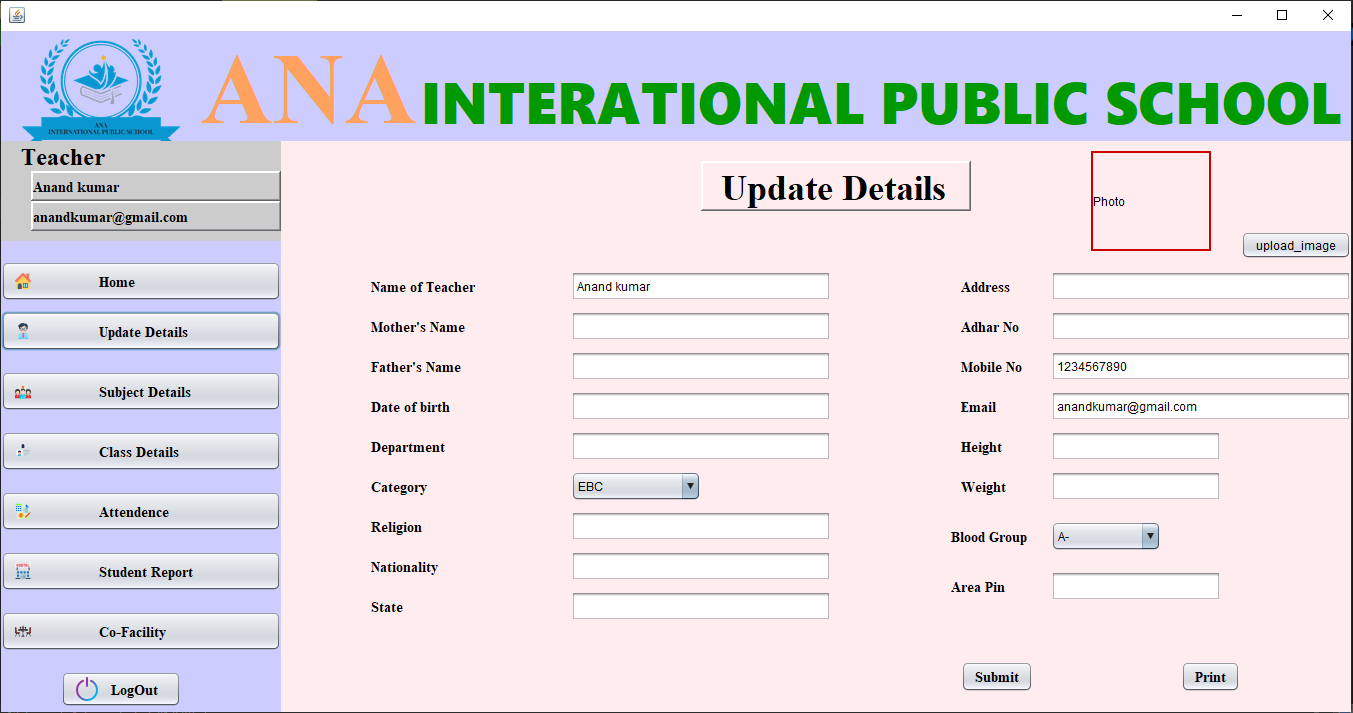 ANA
INTERNATIONAL PUBLIC SCHOOL
ANA INTERATIONAL PUBLIC SCHOOL
Teacher
Anand kumar
anandkumar@gmail.com
Home
Update Details
Subject Details
Class Details
Attendence
Student Report
Co-Facility
LogOut
Update Details
Photo
upload_image
Name of Teacher Anand kumar
Mother's Name
Father's Name
Date of birth
Department
Category EBC
Religion
Nationality
State
Address
Adhar No
Mobile No 1234567890
Email anandkumar@gmail.com
Height
Weight
Blood Group A-
Area Pin
Submit
Print